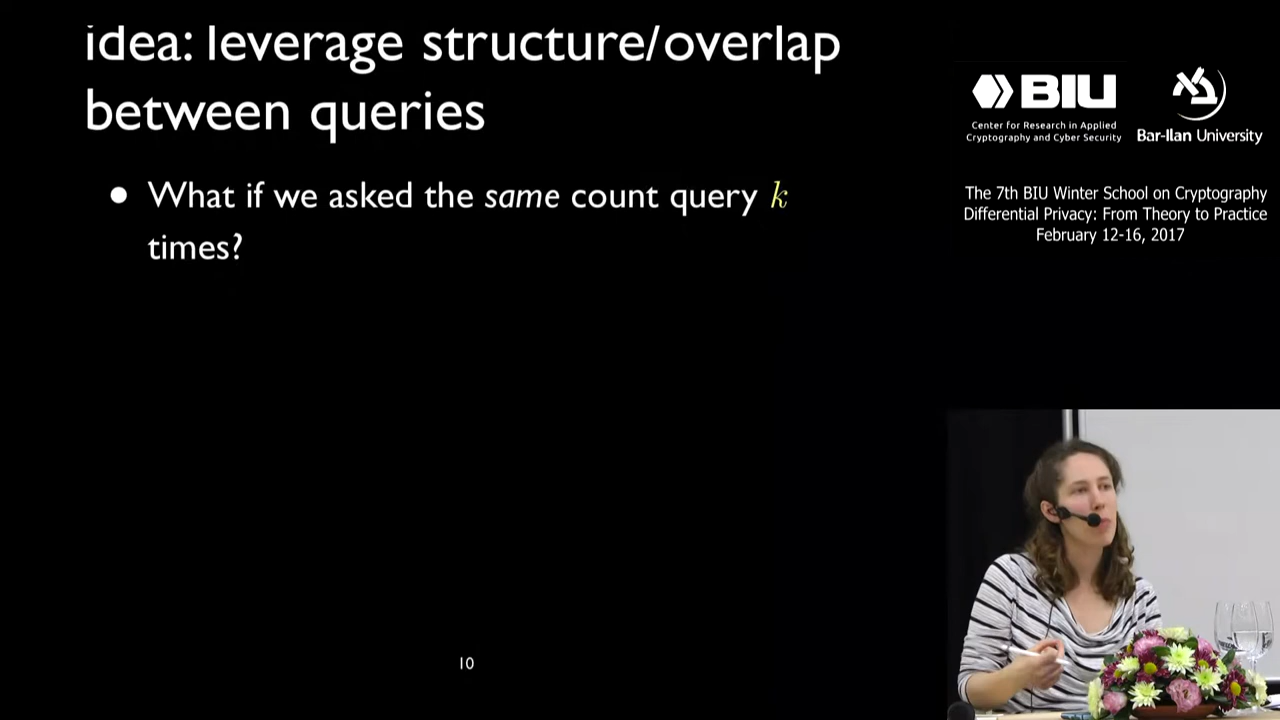 idea: leverage structure/overlap
between queries
● What if we asked the same count query k
times?
10
BIU
Center for Research in Applied
Cryptography and Cyber Security
Bar-Ilan University
The 7th BIU Winter School on Cryptography
Differential Privacy: From Theory to Practice
February 12-16, 2017